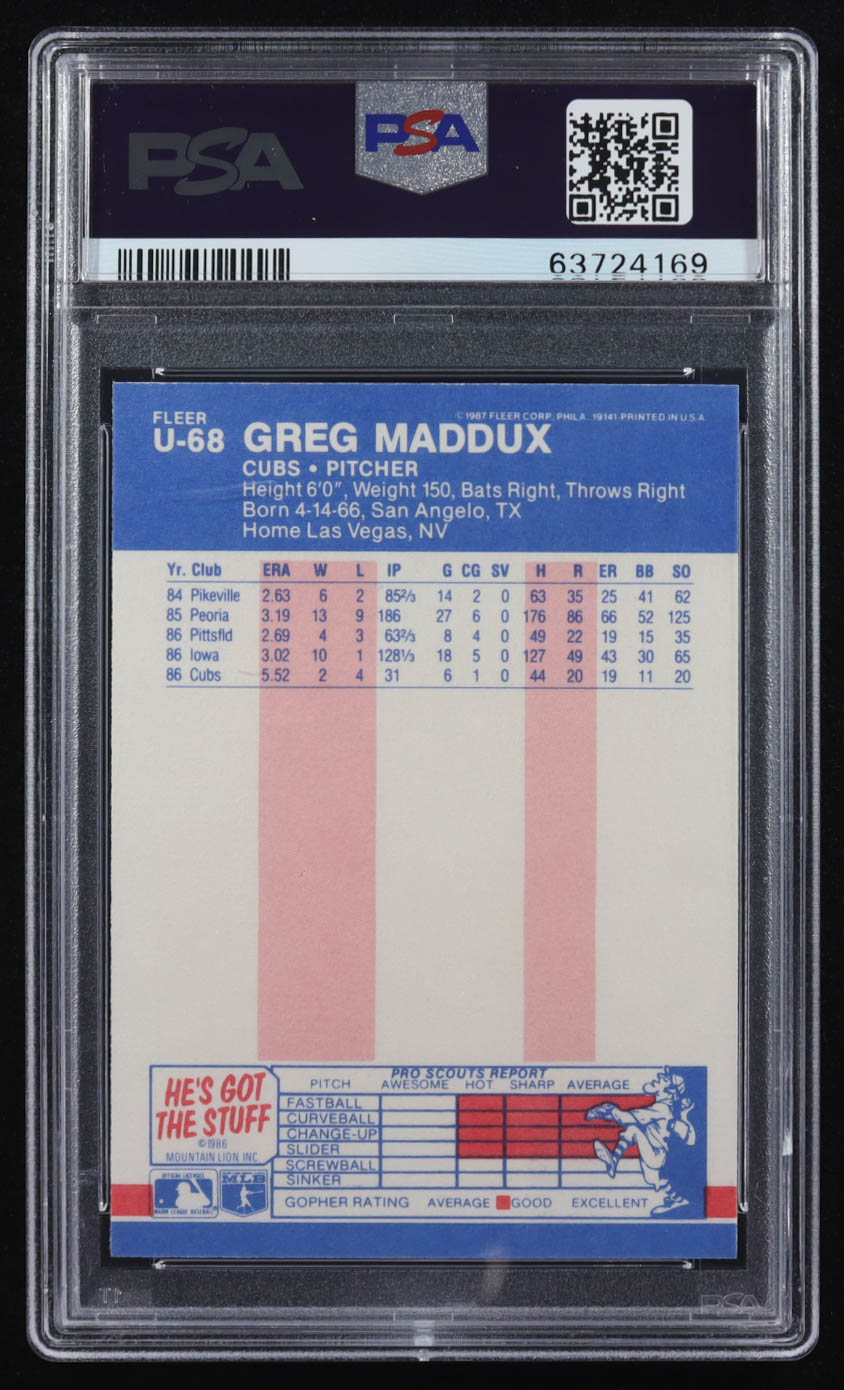 PSA
PSA
63724169
FLEER
U-68 GREG MADDUX
© 1987 FLEER CORP. PHILA., 19141-PRINTED IN U.S.A.
CUBS • PITCHER
Height 6'0", Weight 150, Bats Right, Throws Right
Born 4-14-66, San Angelo, TX
Home Las Vegas, NV
Yr. Club ERA W L IP G CG SV H R ER BB SO
84 Pikeville 2.63 6 2 85⅔ 14 2 0 63 35 25 41 62
85 Peoria 3.19 13 9 186 27 6 0 176 86 66 52 125
86 Pittsfld 2.69 4 3 63⅔ 8 4 0 49 22 19 15 35
86 Iowa 3.02 10 1 128⅓ 18 5 0 127 49 43 30 65
86 Cubs 5.52 2 4 31 6 1 0 44 20 19 11 20
HE'S GOT
THE STUFF
©1986
MOUNTAIN LION, INC.
PRO SCOUTS REPORT
PITCH AWESOME HOT SHARP AVERAGE
FASTBALL
CURVEBALL
CHANGE-UP
SLIDER
SCREWBALL
SINKER
GOPHER RATING AVERAGE GOOD EXCELLENT
OFFICIAL LICENSEE
MAJOR LEAGUE BASEBALL
MLB
PSA